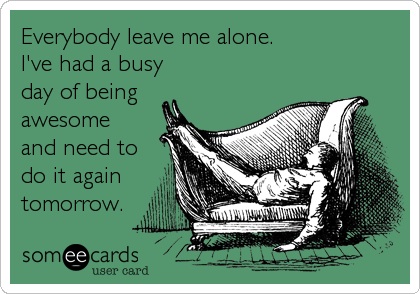 Everybody leave me alone.
I've had a busy
day of being
awesome
and need to
do it again
tomorrow.
someecards
user card